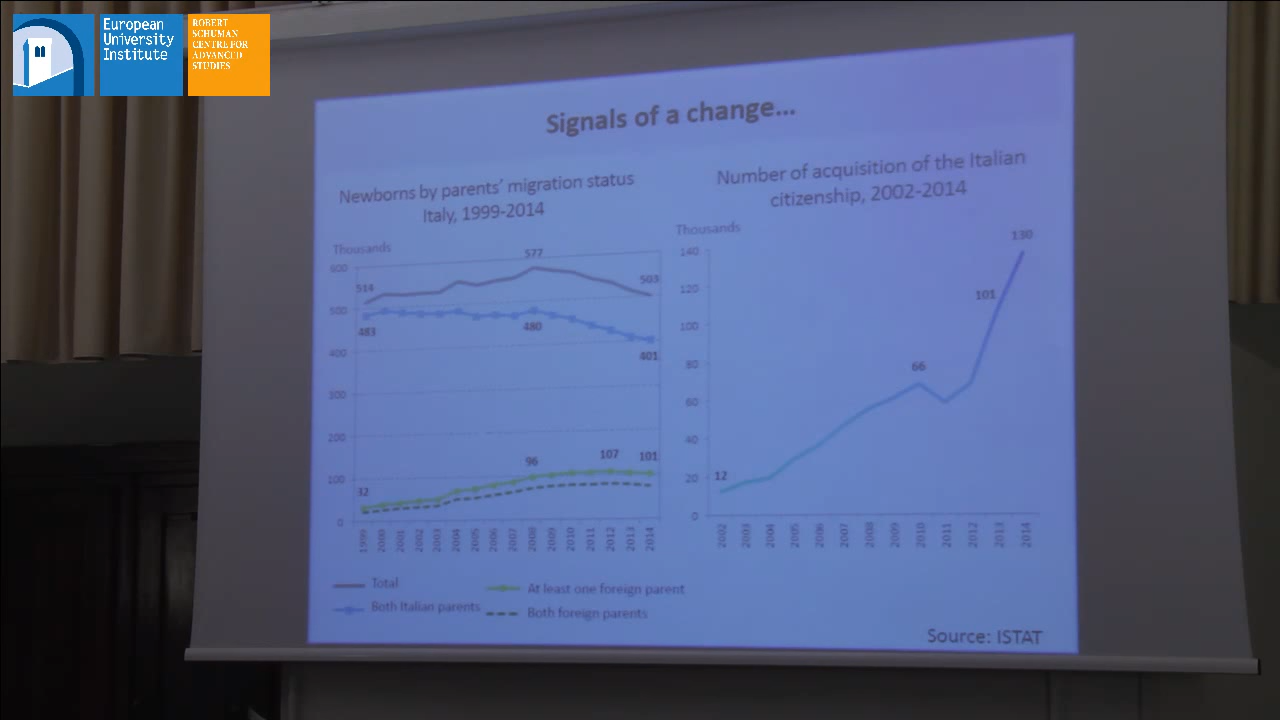 European
University
Institute
ROBERT
SCHUMAN
CENTRE FOR
ADVANCED
STUDIES
Signals of a change...
Newborns by parents' migration status
Italy, 1999-2014
Thousands
600
500
400
300
200
100
0
514
577
503
483
480
401
32
96
107
101
1999
2000
2001
2002
2003
2004
2005
2006
2007
2008
2009
2010
2011
2012
2013
2014
Total
Both Italian parents
At least one foreign parent
Both foreign parents
Number of acquisition of the Italian
citizenship, 2002-2014
Thousands
140
120
100
80
60
40
20
0
12
66
101
130
2002
2003
2004
2005
2006
2007
2008
2009
2010
2011
2012
2013
2014
Source: ISTAT